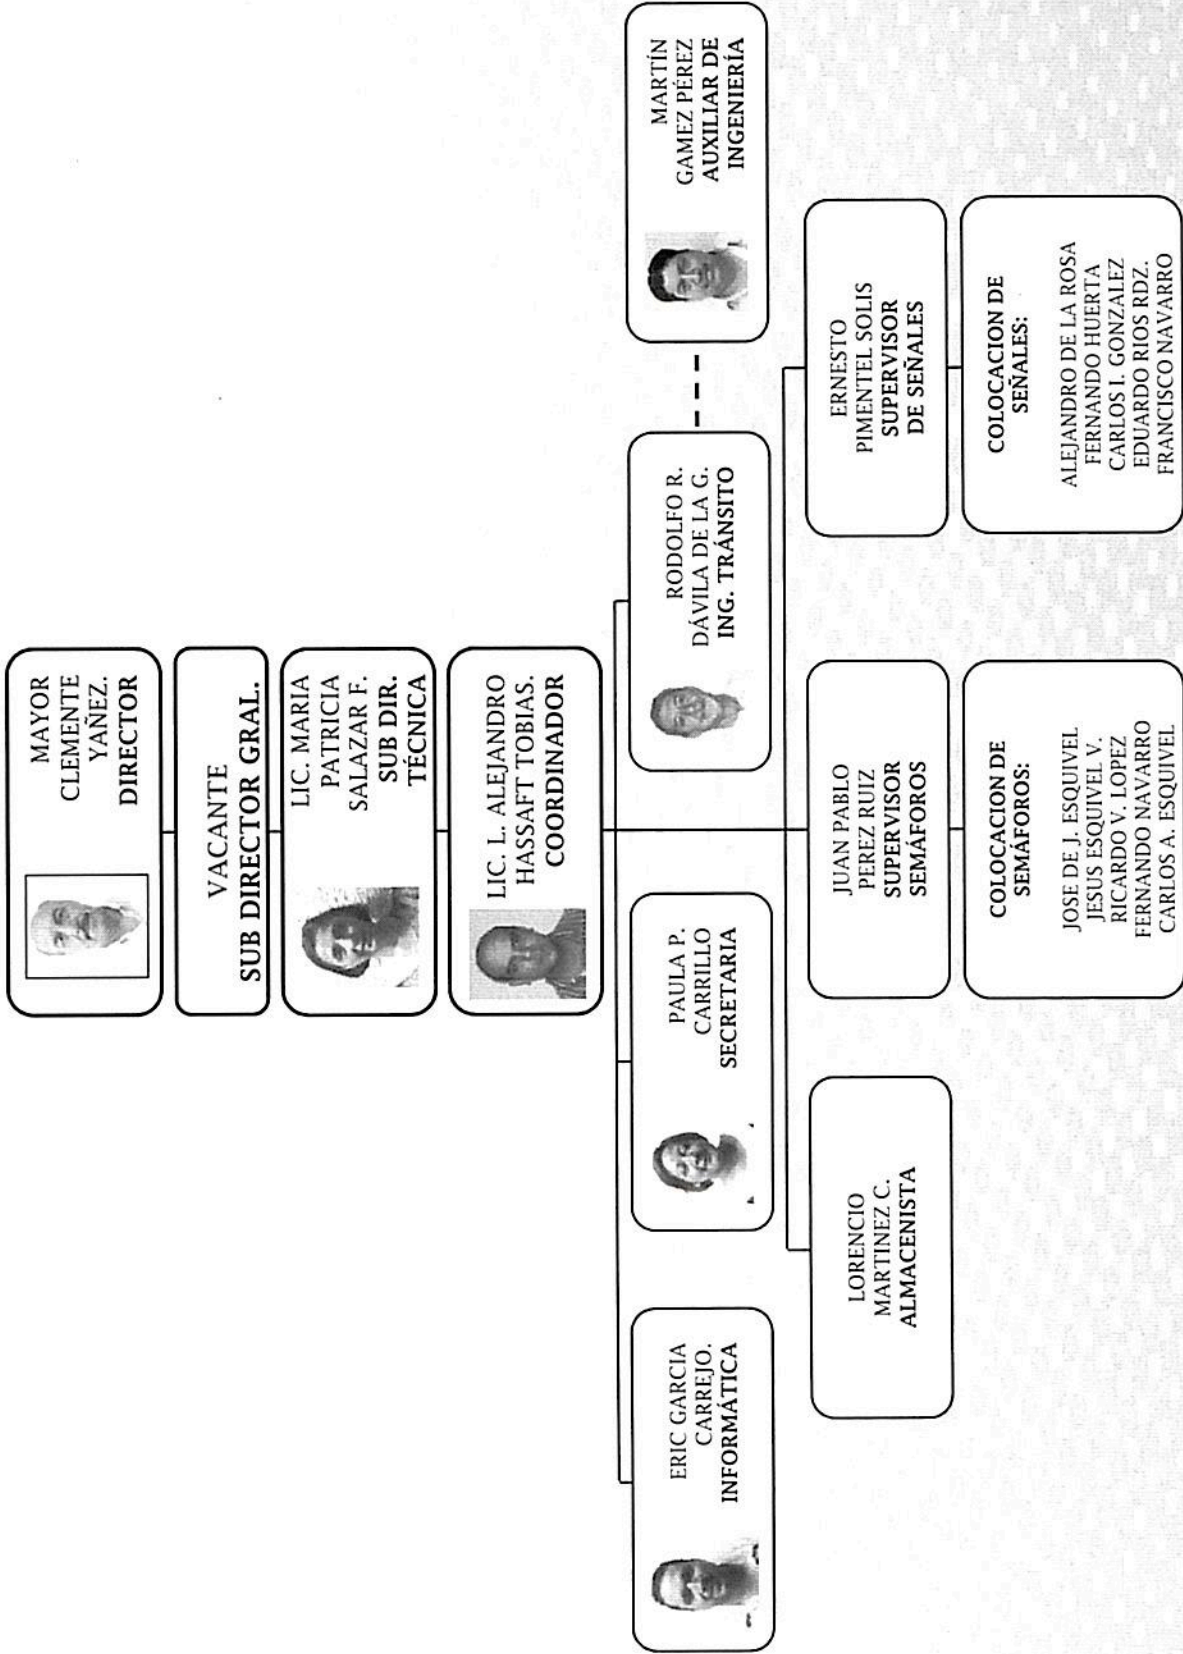 MAYOR
CLEMENTE
YAÑEZ.
DIRECTOR
VACANTE
SUB DIRECTOR GRAL.
LIC. MARIA
PATRICIA
SALAZAR F.
SUB DIR.
TÉCNICA
LIC. L. ALEJANDRO
HASSAFT TOBIAS.
COORDINADOR
ERIC GARCIA
CARREJO.
INFORMÁTICA
PAULA P.
CARRILLO
SECRETARIA
RODOLFO R.
DÁVILA DE LA G.
ING. TRÁNSITO
MARTÍN
GAMEZ PÉREZ
AUXILIAR DE
INGENIERÍA
LORENCIO
MARTINEZ C.
ALMACENISTA
JUAN PABLO
PEREZ RUIZ
SUPERVISOR
SEMÁFOROS
ERNESTO
PIMENTEL SOLIS
SUPERVISOR
DE SEÑALES
COLOCACION DE
SEMÁFOROS:
JOSE DE J. ESQUIVEL
JESUS ESQUIVEL V.
RICARDO V. LOPEZ
FERNANDO NAVARRO
CARLOS A. ESQUIVEL
COLOCACION DE
SEÑALES:
ALEJANDRO DE LA ROSA
FERNANDO HUERTA
CARLOS I. GONZALEZ
EDUARDO RIOS RDZ.
FRANCISCO NAVARRO